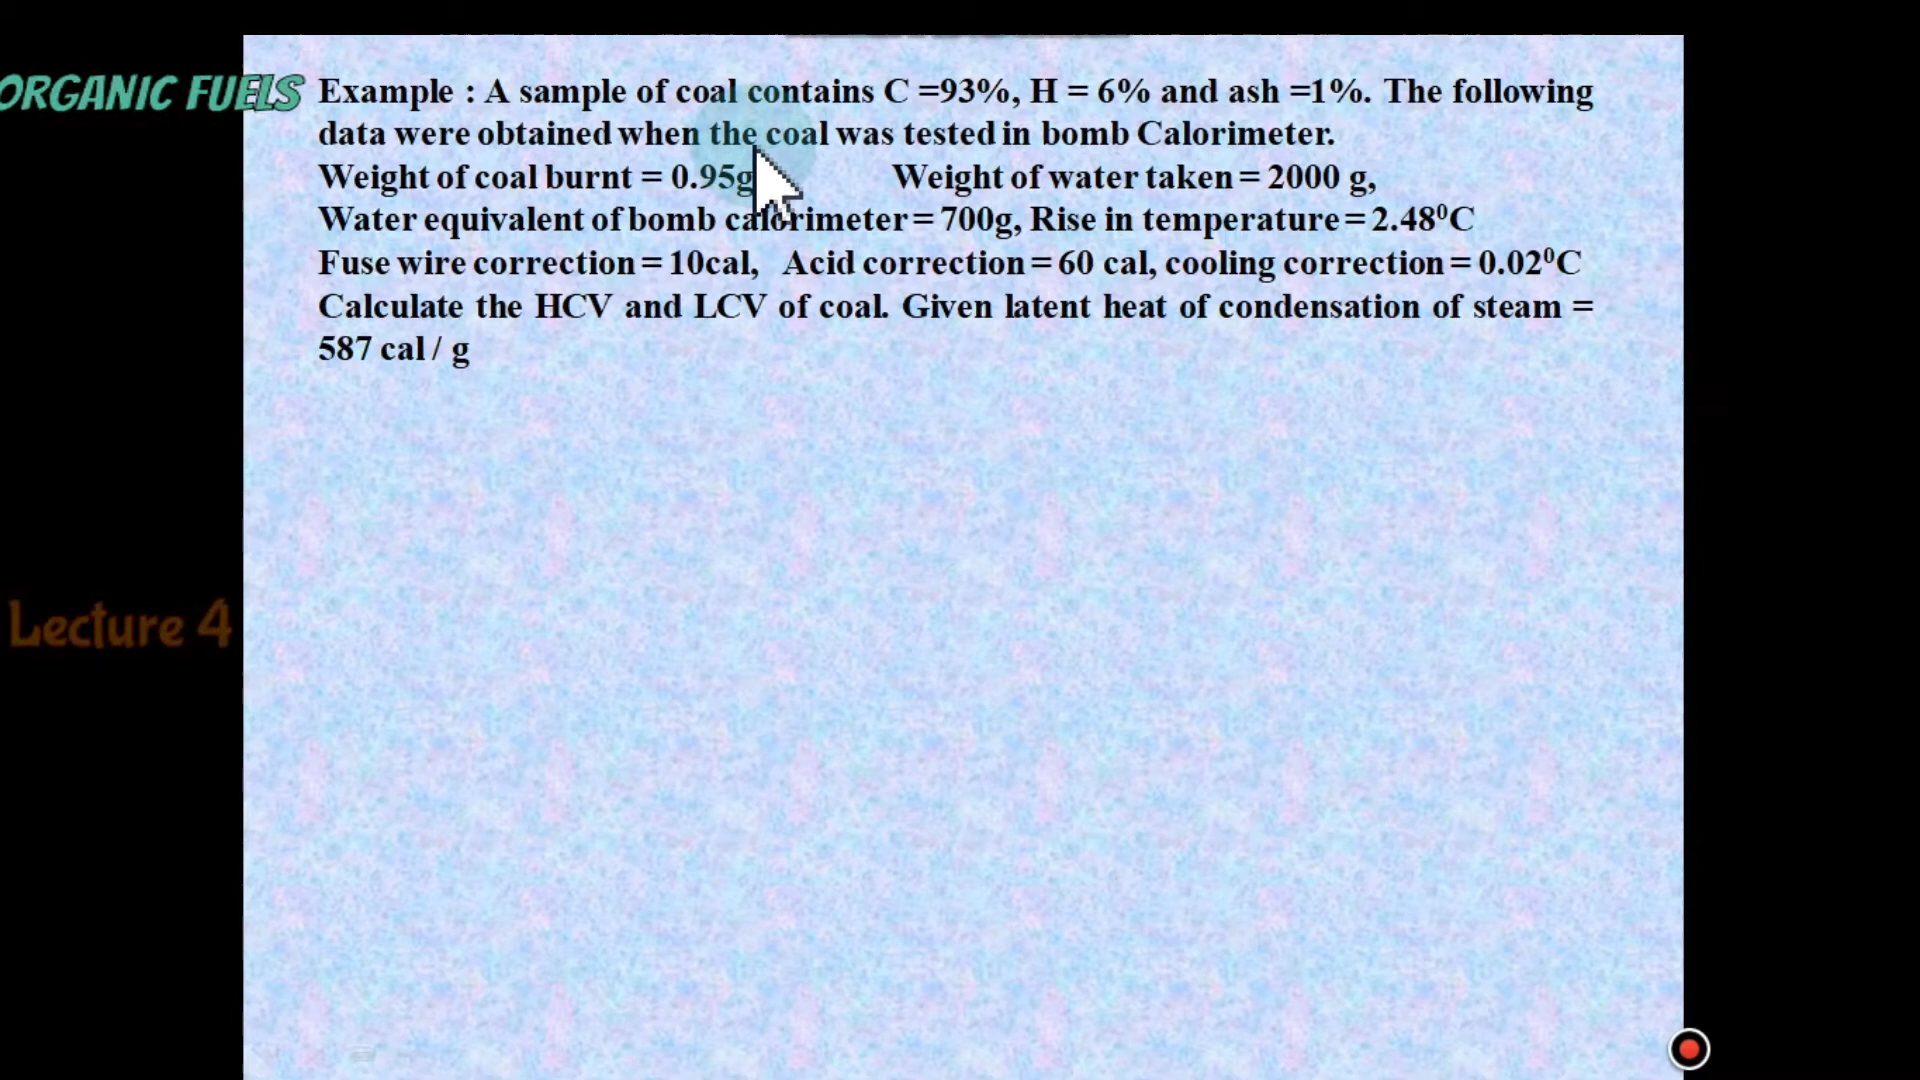 ORGANIC FUELS
Example : A sample of coal contains C =93%, H = 6% and ash =1%. The following
data were obtained when the coal was tested in bomb Calorimeter.
Weight of coal burnt = 0.95g Weight of water taken = 2000 g,
Water equivalent of bomb calorimeter = 700g, Rise in temperature = 2.48⁰C
Fuse wire correction = 10cal, Acid correction = 60 cal, cooling correction = 0.02⁰C
Calculate the HCV and LCV of coal. Given latent heat of condensation of steam =
587 cal / g
Lecture 4